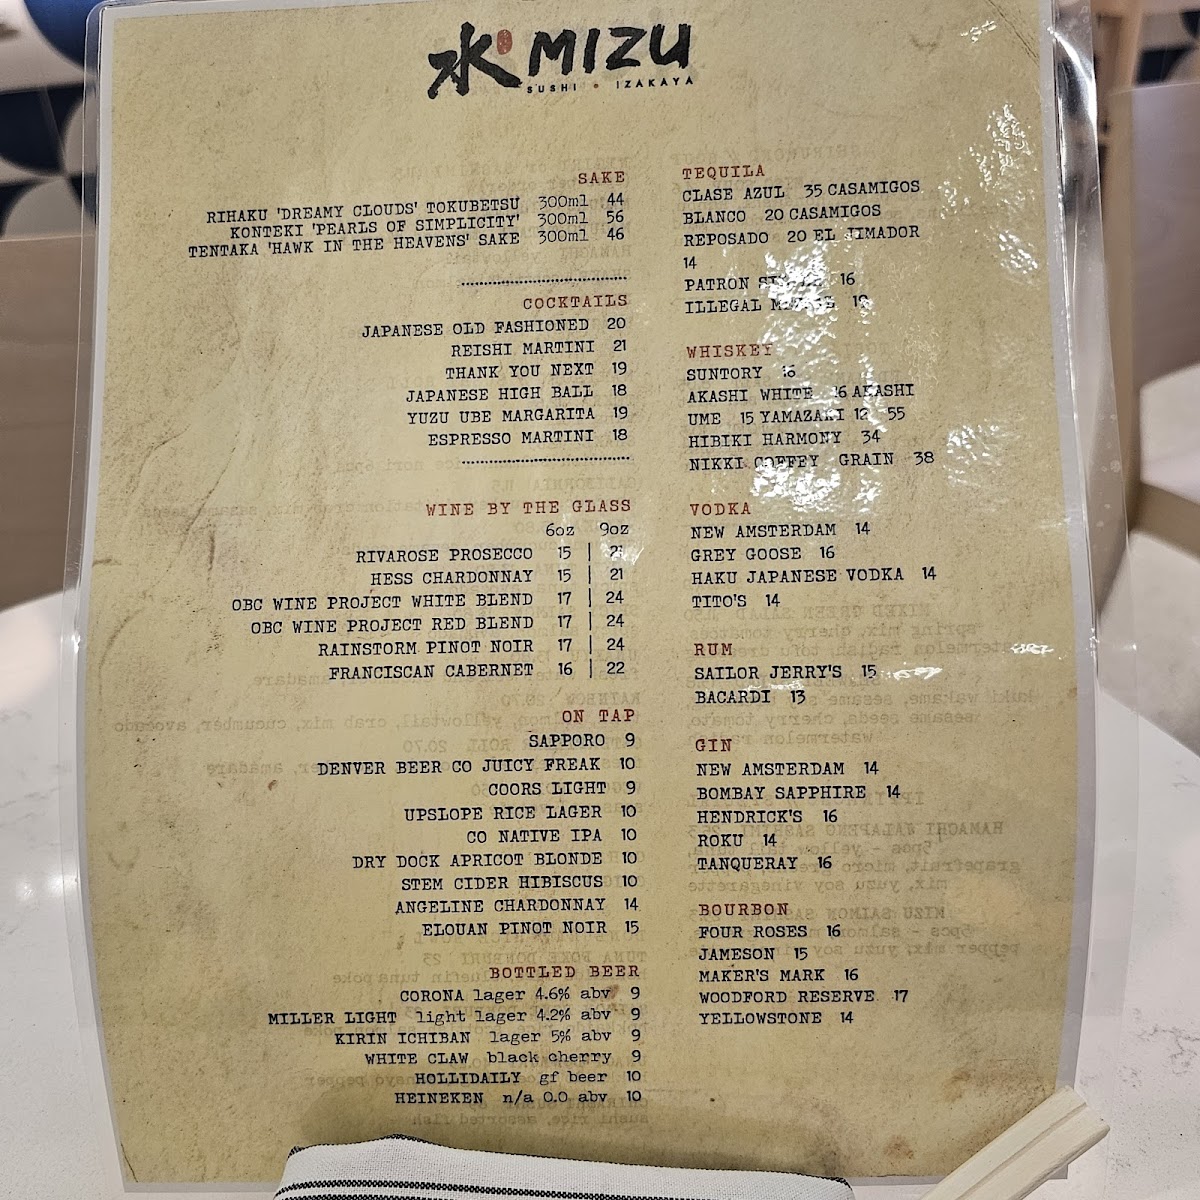 水 MIZU
SUSHI • IZAKAYA
SAKE
RIHAKU 'DREAMY CLOUDS' TOKUBETSU 300ml 44
KONTEKI 'PEARLS OF SIMPLICITY' 300ml 56
TENTAKA 'HAWK IN THE HEAVENS' SAKE 300ml 46
COCKTAILS
JAPANESE OLD FASHIONED 20
REISHI MARTINI 21
THANK YOU NEXT 19
JAPANESE HIGH BALL 18
YUZU UBE MARGARITA 19
ESPRESSO MARTINI 18
WINE BY THE GLASS
6oz 9oz
RIVAROSE PROSECCO 15 | 21
HESS CHARDONNAY 15 | 21
OBC WINE PROJECT WHITE BLEND 17 | 24
OBC WINE PROJECT RED BLEND 17 | 24
RAINSTORM PINOT NOIR 17 | 24
FRANCISCAN CABERNET 16 | 22
ON TAP
SAPPORO 9
DENVER BEER CO JUICY FREAK 10
COORS LIGHT 9
UPSLOPE RICE LAGER 10
CO NATIVE IPA 10
DRY DOCK APRICOT BLONDE 10
STEM CIDER HIBISCUS 10
ANGELINE CHARDONNAY 14
ELOUAN PINOT NOIR 15
BOTTLED BEER
CORONA lager 4.6% abv 9
MILLER LIGHT light lager 4.2% abv 9
KIRIN ICHIBAN lager 5% abv 9
WHITE CLAW black cherry 9
HOLLIDAILY gf beer 10
HEINEKEN n/a 0.0 abv 10
TEQUILA
CLASE AZUL 35 CASAMIGOS
BLANCO 20 CASAMIGOS
REPOSADO 20 EL JIMADOR
14
PATRON 16
ILLEGAL
WHISKEY
SUNTORY 16
AKASHI WHITE 16 AKASHI
UME 15 YAMAZAKI 12 55
HIBIKI HARMONY 34
NIKKI COFFEY GRAIN 38
VODKA
NEW AMSTERDAM 14
GREY GOOSE 16
HAKU JAPANESE VODKA 14
TITO'S 14
RUM
SAILOR JERRY'S 15
BACARDI 13
GIN
NEW AMSTERDAM 14
BOMBAY SAPPHIRE 14
HENDRICK'S 16
ROKU 14
TANQUERAY 16
BOURBON
FOUR ROSES 16
JAMESON 15
MAKER'S MARK 16
WOODFORD RESERVE 17
YELLOWSTONE 14